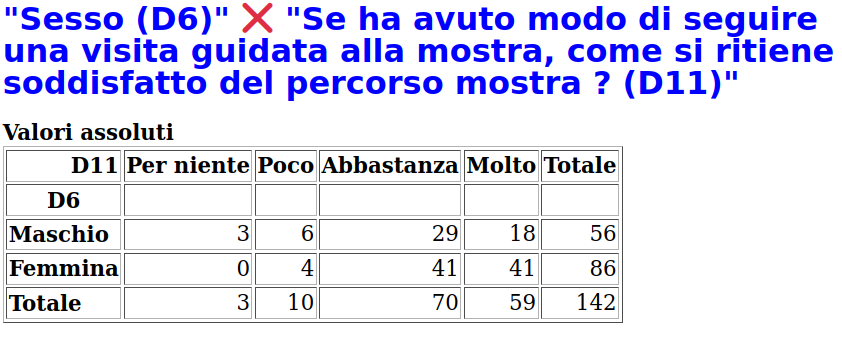 "Sesso (D6)" ❌ "Se ha avuto modo di seguire
una visita guidata alla mostra, come si ritiene
soddisfatto del percorso mostra ? (D11)"
Valori assoluti
D11 Per niente Poco Abbastanza Molto Totale
D6
Maschio 3 6 29 18 56
Femmina 0 4 41 41 86
Totale 3 10 70 59 142